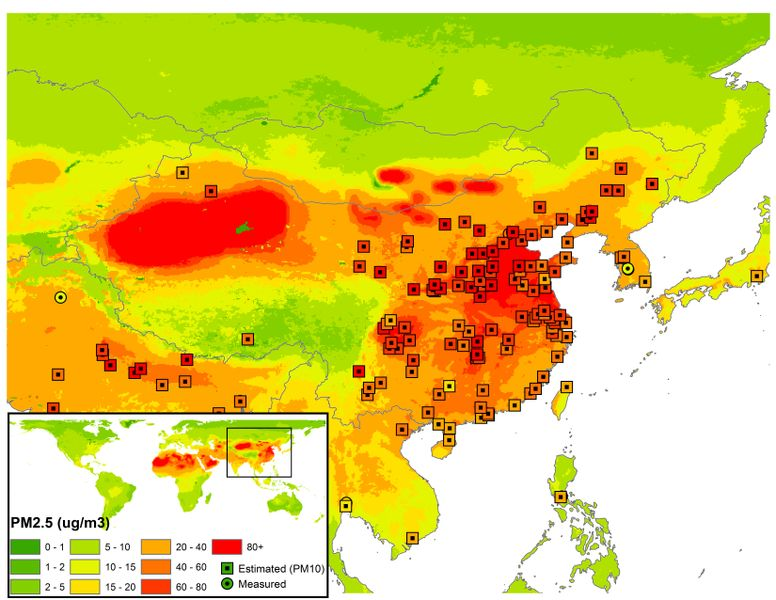 PM2.5 (ug/m3)
0 - 1 5 - 10 20 - 40 80+
1 - 2 10 - 15 40 - 60 Estimated (PM10)
2 - 5 15 - 20 60 - 80 Measured